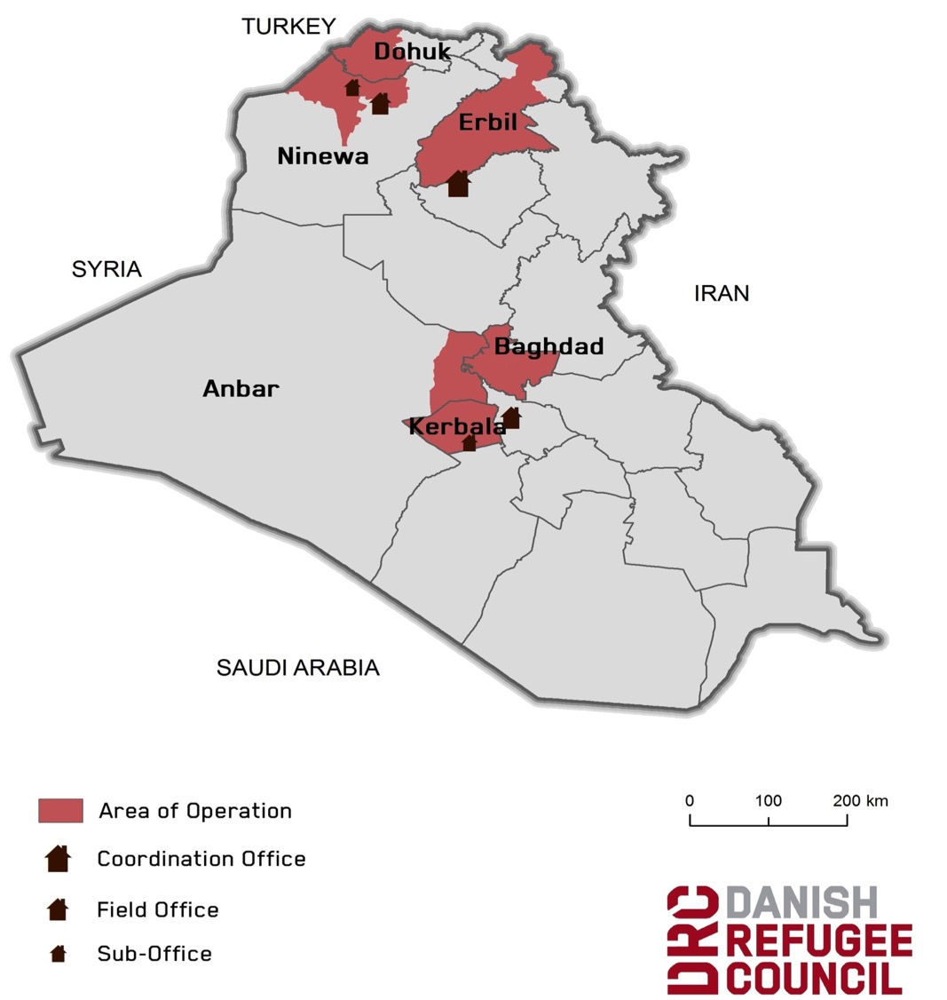 TURKEY
Dohuk
Erbil
Ninewa
SYRIA
IRAN
Baghdad
Anbar
Kerbala
SAUDI ARABIA
Area of Operation
Coordination Office
Field Office
Sub-Office
0 100 200 km
DRC
DANISH
REFUGEE
COUNCIL